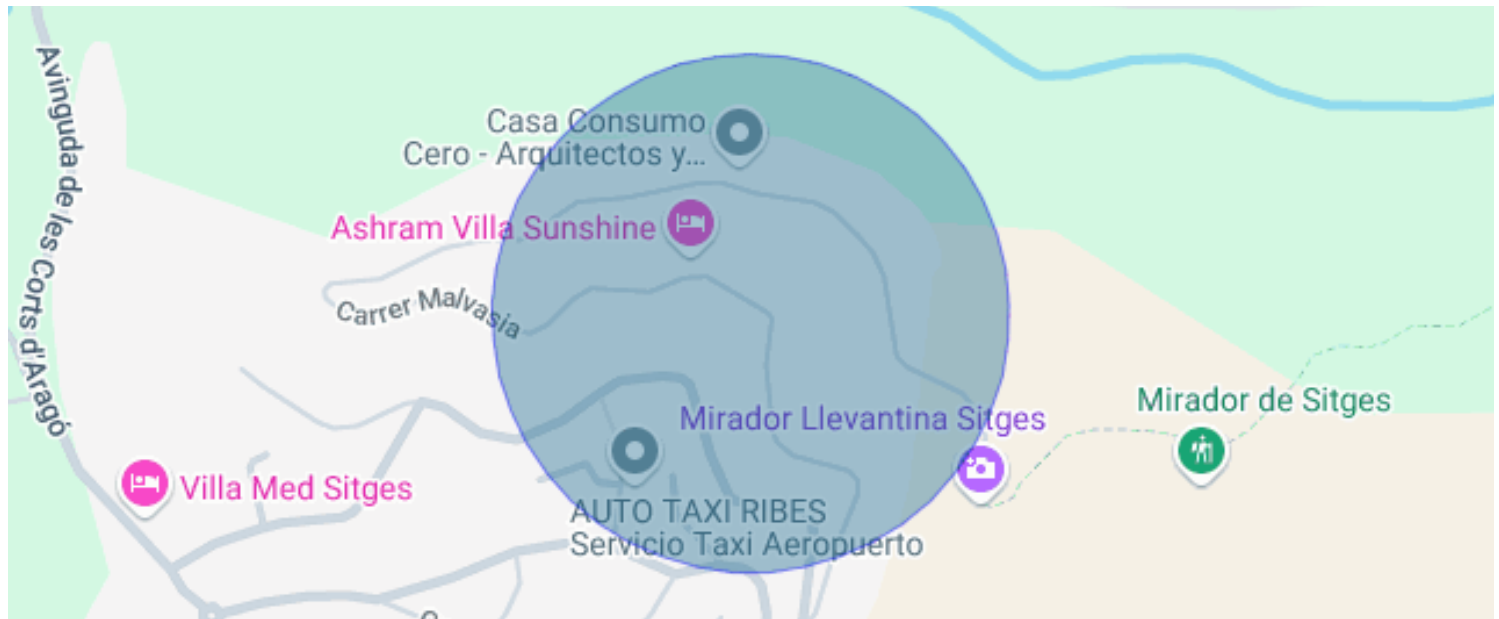 Avinguda de les Corts d'Aragó
Casa Consumo
Cero - Arquitectos y...
Ashram Villa Sunshine
Carrer Malvasia
Mirador Llevantina Sitges
Mirador de Sitges
Villa Med Sitges
AUTO TAXI RIBES
Servicio Taxi Aeropuerto